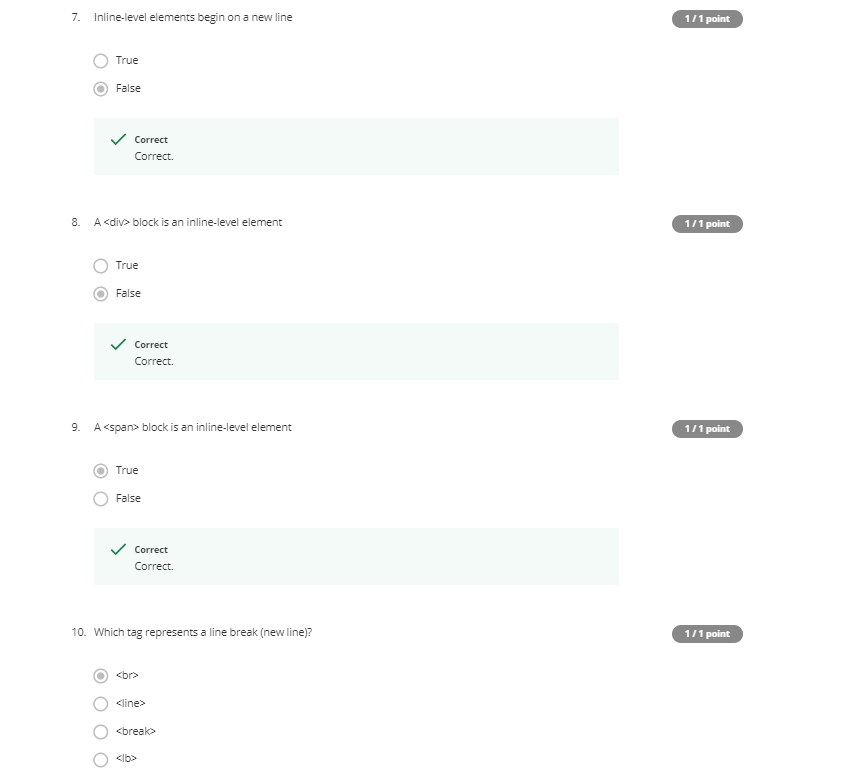 7. Inline-level elements begin on a new line
1 / 1 point
True
False
Correct
Correct.
8. A <div> block is an inline-level element
1 / 1 point
True
False
Correct
Correct.
9. A <span> block is an inline-level element
1 / 1 point
True
False
Correct
Correct.
10. Which tag represents a line break (new line)?
1 / 1 point
<br>
<line>
<break>
<lb>